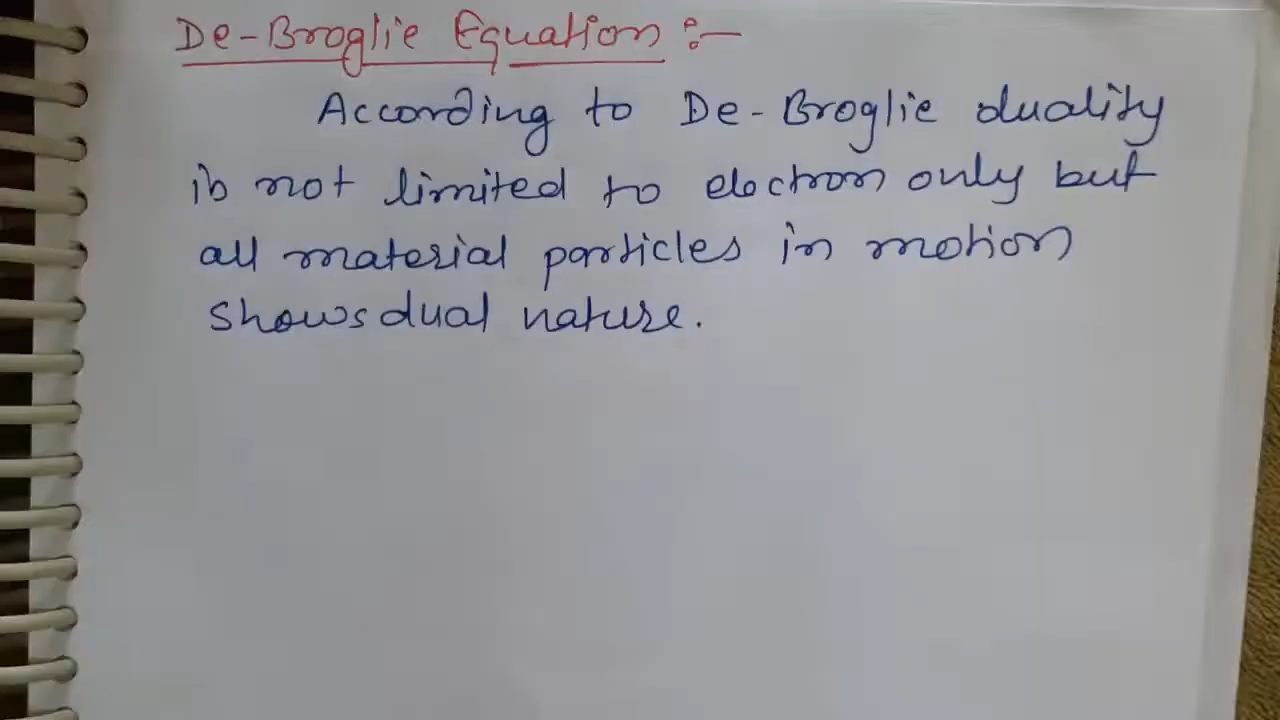 De-Broglie Equation :-
According to De-Broglie duality
is not limited to electron only but
all material particles in motion
shows dual nature.